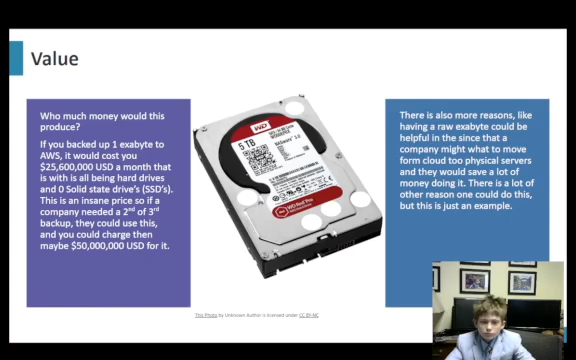 Value
Who much money would this
produce?
If you backed up 1 exabyte to
AWS, it would cost you
$25,600,000 USD a month that
is with is all being hard drives
and 0 Solid state drive's (SSD's).
This is an insane price so if a
company needed a 2nd of 3rd
backup, they could use this,
and you could charge then
maybe $50,000,000 USD for it.
WD
5 TB
WD Red Pro
This Photo by Unknown Author is licensed under CC BY-NC
There is also more reasons, like
having a raw exabyte could be
helpful in the since that a
company might what to move
form cloud too physical servers
and they would save a lot of
money doing it. There is a lot of
other reason one could do this,
but this is just an example.